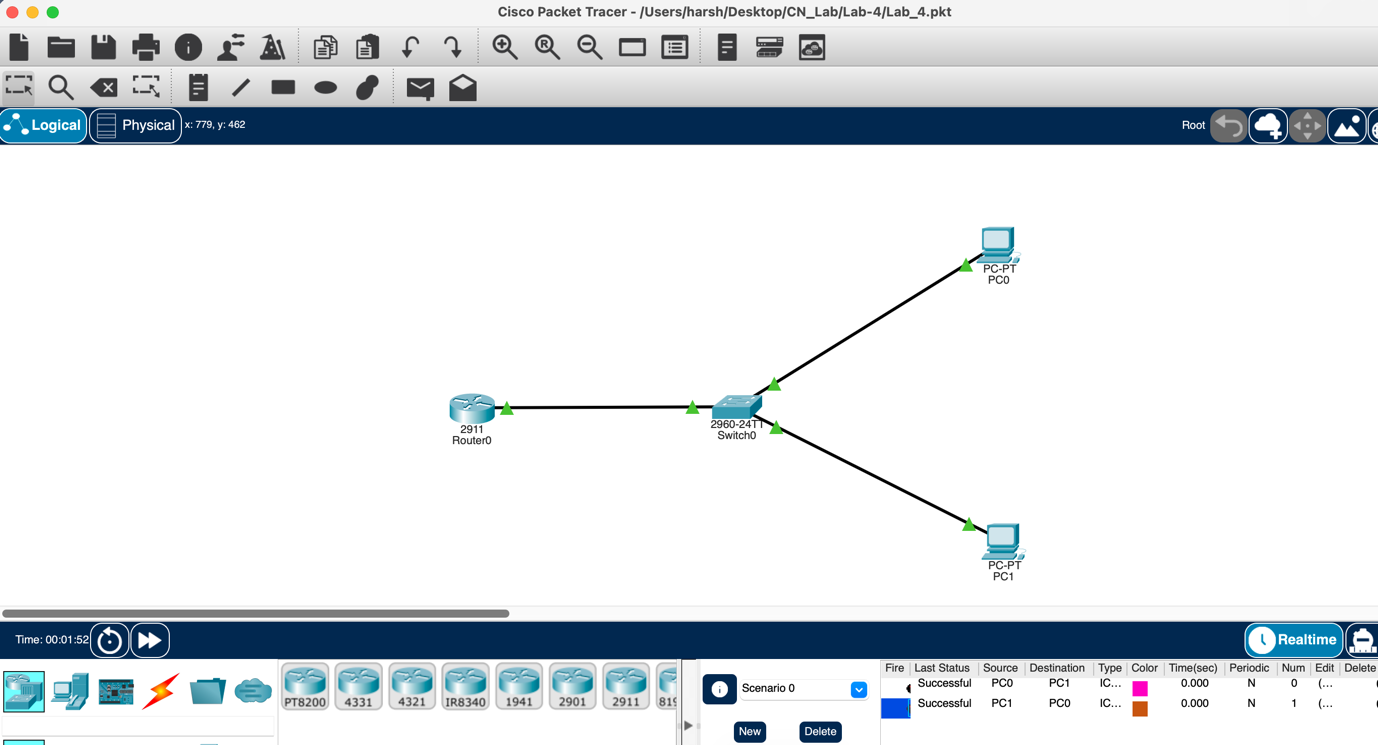 Cisco Packet Tracer - /Users/harsh/Desktop/CN_Lab/Lab-4/Lab_4.pkt
Logical Physical x: 779, y: 462 Root
PC-PT
PC0
2911
Router0
2960-24TT
Switch0
PC-PT
PC1
Time: 00:01:52 Realtime
PT8200 4331 4321 IR8340 1941 2901 2911 819
Scenario 0
New Delete
Fire Last Status Source Destination Type Color Time(sec) Periodic Num Edit Delete
Successful PC0 PC1 IC... 0.000 N 0 (...
Successful PC1 PC0 IC... 0.000 N 1 (...